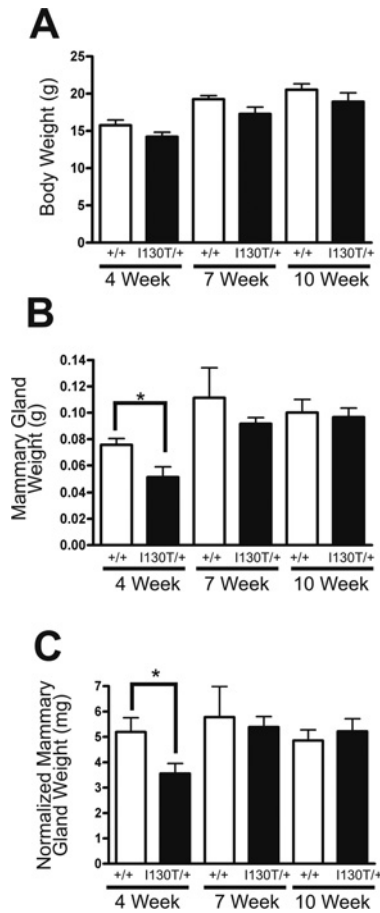 A
Body Weight (g)
25
20
15
10
5
0
+/+ I130T/+ +/+ I130T/+ +/+ I130T/+
4 Week 7 Week 10 Week
B
Mammary Gland
Weight (g)
0.14
0.12
0.10
0.08
0.06
0.04
0.02
0.00
*
+/+ I130T/+ +/+ I130T/+ +/+ I130T/+
4 Week 7 Week 10 Week
C
Normalized Mammary
Gland Weight (mg)
7
6
5
4
3
2
1
0
*
+/+ I130T/+ +/+ I130T/+ +/+ I130T/+
4 Week 7 Week 10 Week